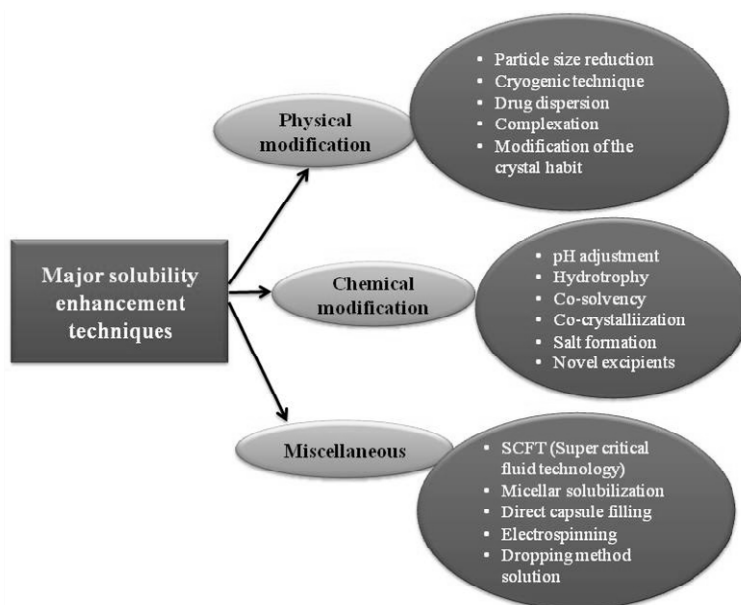 Major solubility
enhancement
techniques
Physical
modification
▪ Particle size reduction
▪ Cryogenic technique
▪ Drug dispersion
▪ Complexation
▪ Modification of the
crystal habit
Chemical
modification
▪ pH adjustment
▪ Hydrotrophy
▪ Co-solvency
▪ Co-crystalliization
▪ Salt formation
▪ Novel excipients
Miscellaneous
▪ SCFT (Super critical
fluid technology)
▪ Micellar solubilization
▪ Direct capsule filling
▪ Electrospinning
▪ Dropping method
solution